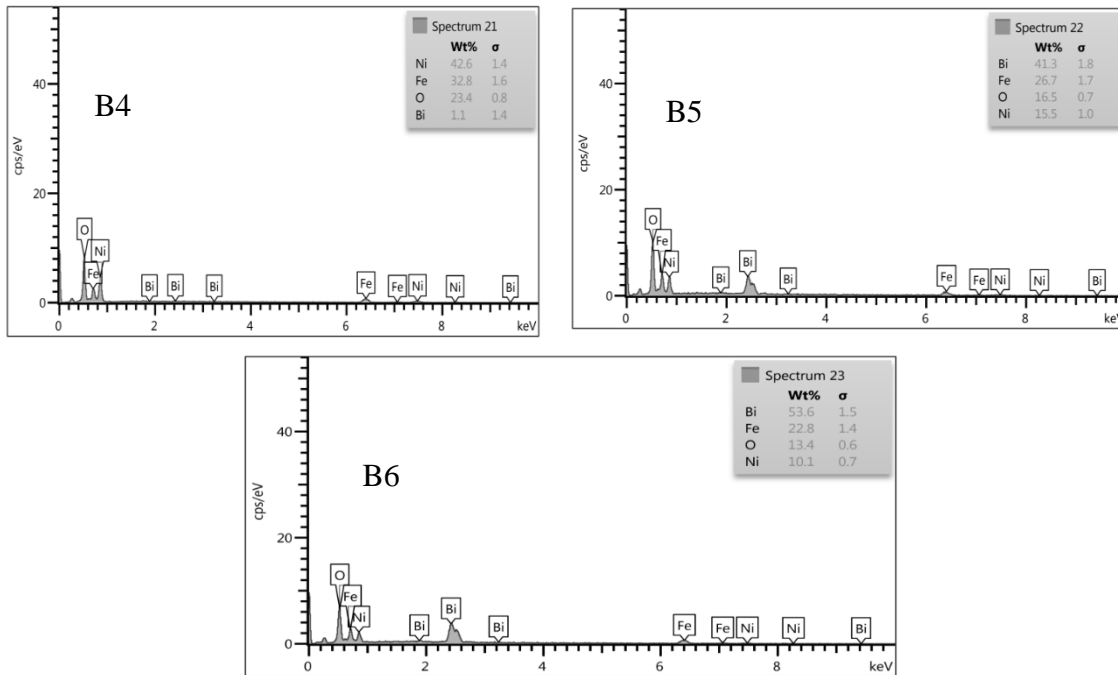 Spectrum 21
Wt% σ
Ni 42.6 1.4
Fe 32.8 1.6
O 23.4 0.8
Bi 1.1 1.4
B4
40
20
0
cps/eV
O
Ni
Fe
Bi Bi Bi Fe Fe Ni Ni Bi
0 2 4 6 8 keV
Spectrum 22
Wt% σ
Bi 41.3 1.8
Fe 26.7 1.7
O 16.5 0.7
Ni 15.5 1.0
B5
40
20
0
cps/eV
O
Fe
Ni Bi
Bi Bi Fe Fe Ni Ni Bi
0 2 4 6 8 keV
Spectrum 23
Wt% σ
Bi 53.6 1.5
Fe 22.8 1.4
O 13.4 0.6
Ni 10.1 0.7
B6
40
20
0
cps/eV
O
Fe
Ni Bi
Bi Bi Fe Fe Ni Ni Bi
0 2 4 6 8 keV